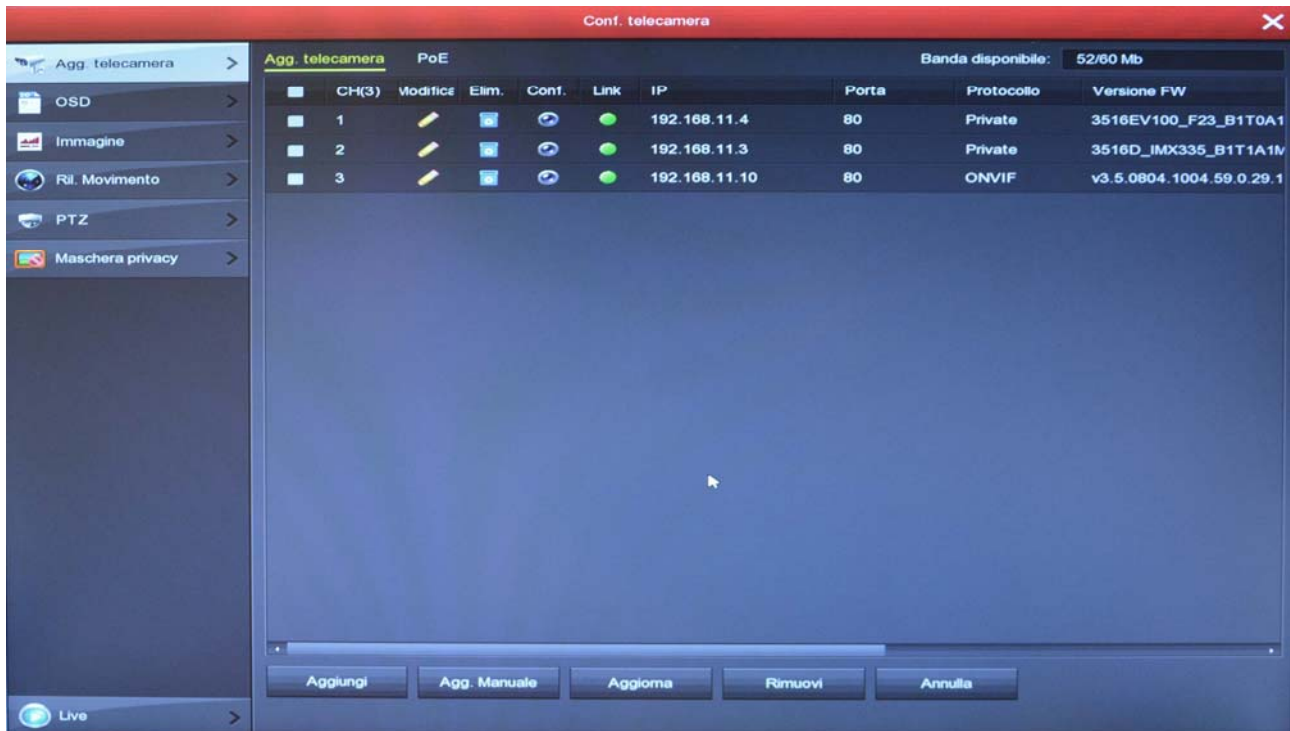 Conf. telecamera
Agg. telecamera
OSD
Immagine
Ril. Movimento
PTZ
Maschera privacy
Live
Agg. telecamera PoE Banda disponibile: 52/60 Mb
CH(3) Modifica Elim. Conf. Link IP Porta Protocollo Versione FW
1 192.168.11.4 80 Private 3516EV100_F23_B1T0A1
2 192.168.11.3 80 Private 3516D_IMX335_B1T1A1M
3 192.168.11.10 80 ONVIF v3.5.0804.1004.59.0.29.1
Aggiungi Agg. Manuale Aggiorna Rimuovi Annulla